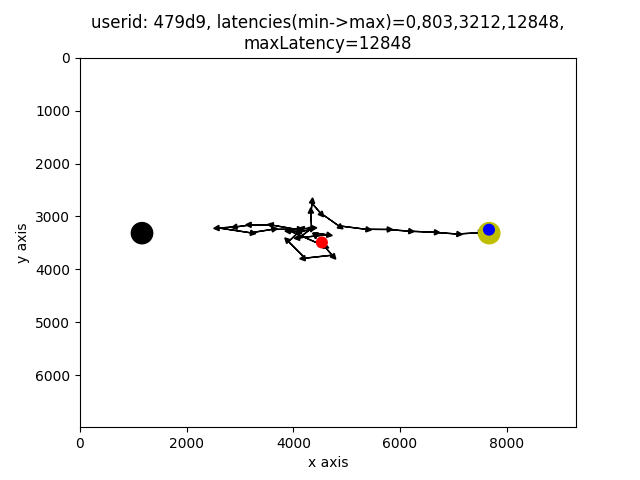 userid: 479d9, latencies(min->max)=0,803,3212,12848,
maxLatency=12848
0
1000
2000
3000
4000
5000
6000
y axis
0 2000 4000 6000 8000
x axis